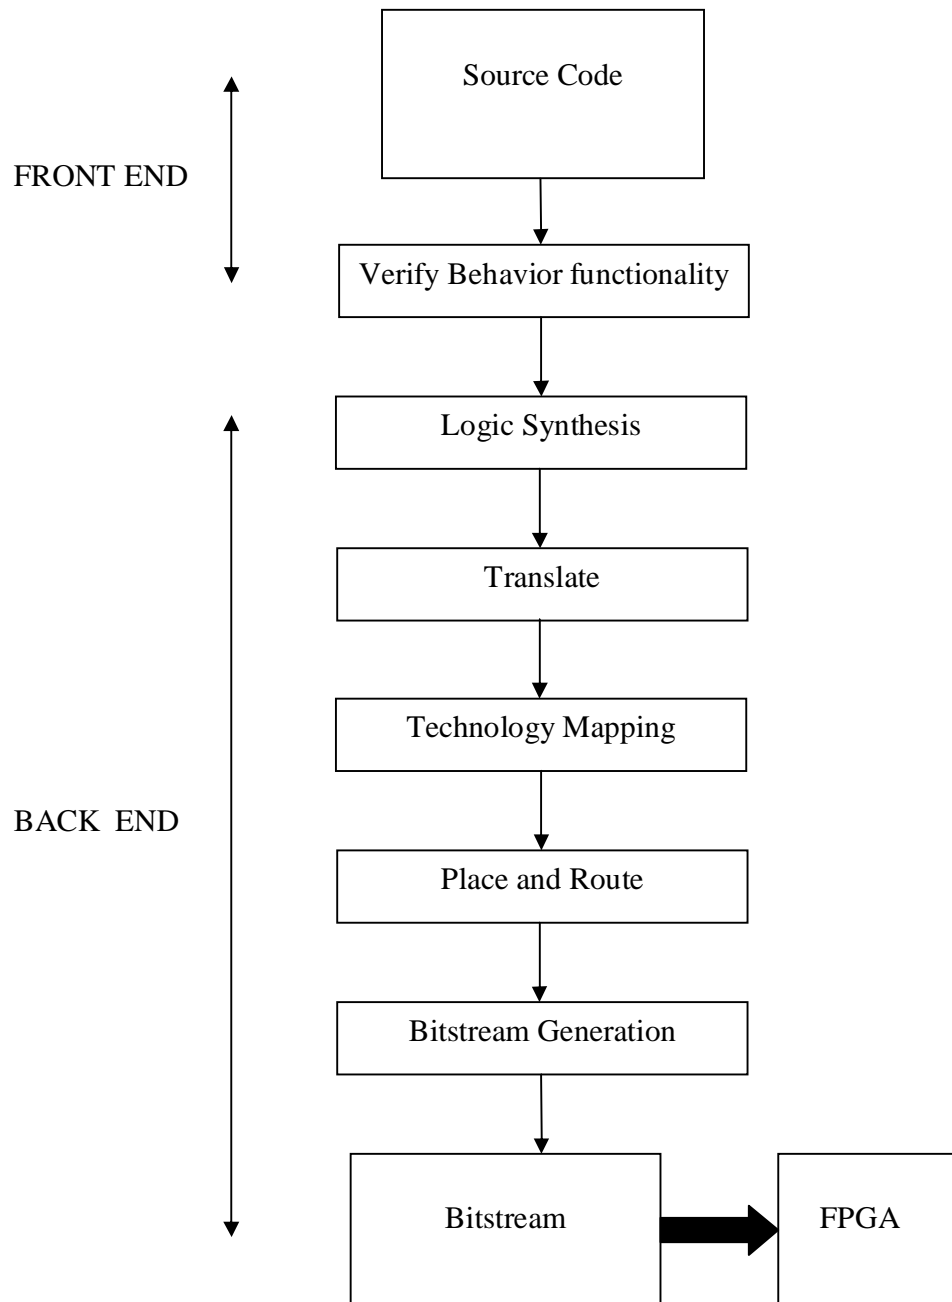 Source Code
FRONT END
Verify Behavior functionality
Logic Synthesis
Translate
Technology Mapping
BACK  END
Place and Route
Bitstream Generation
Bitstream
FPGA